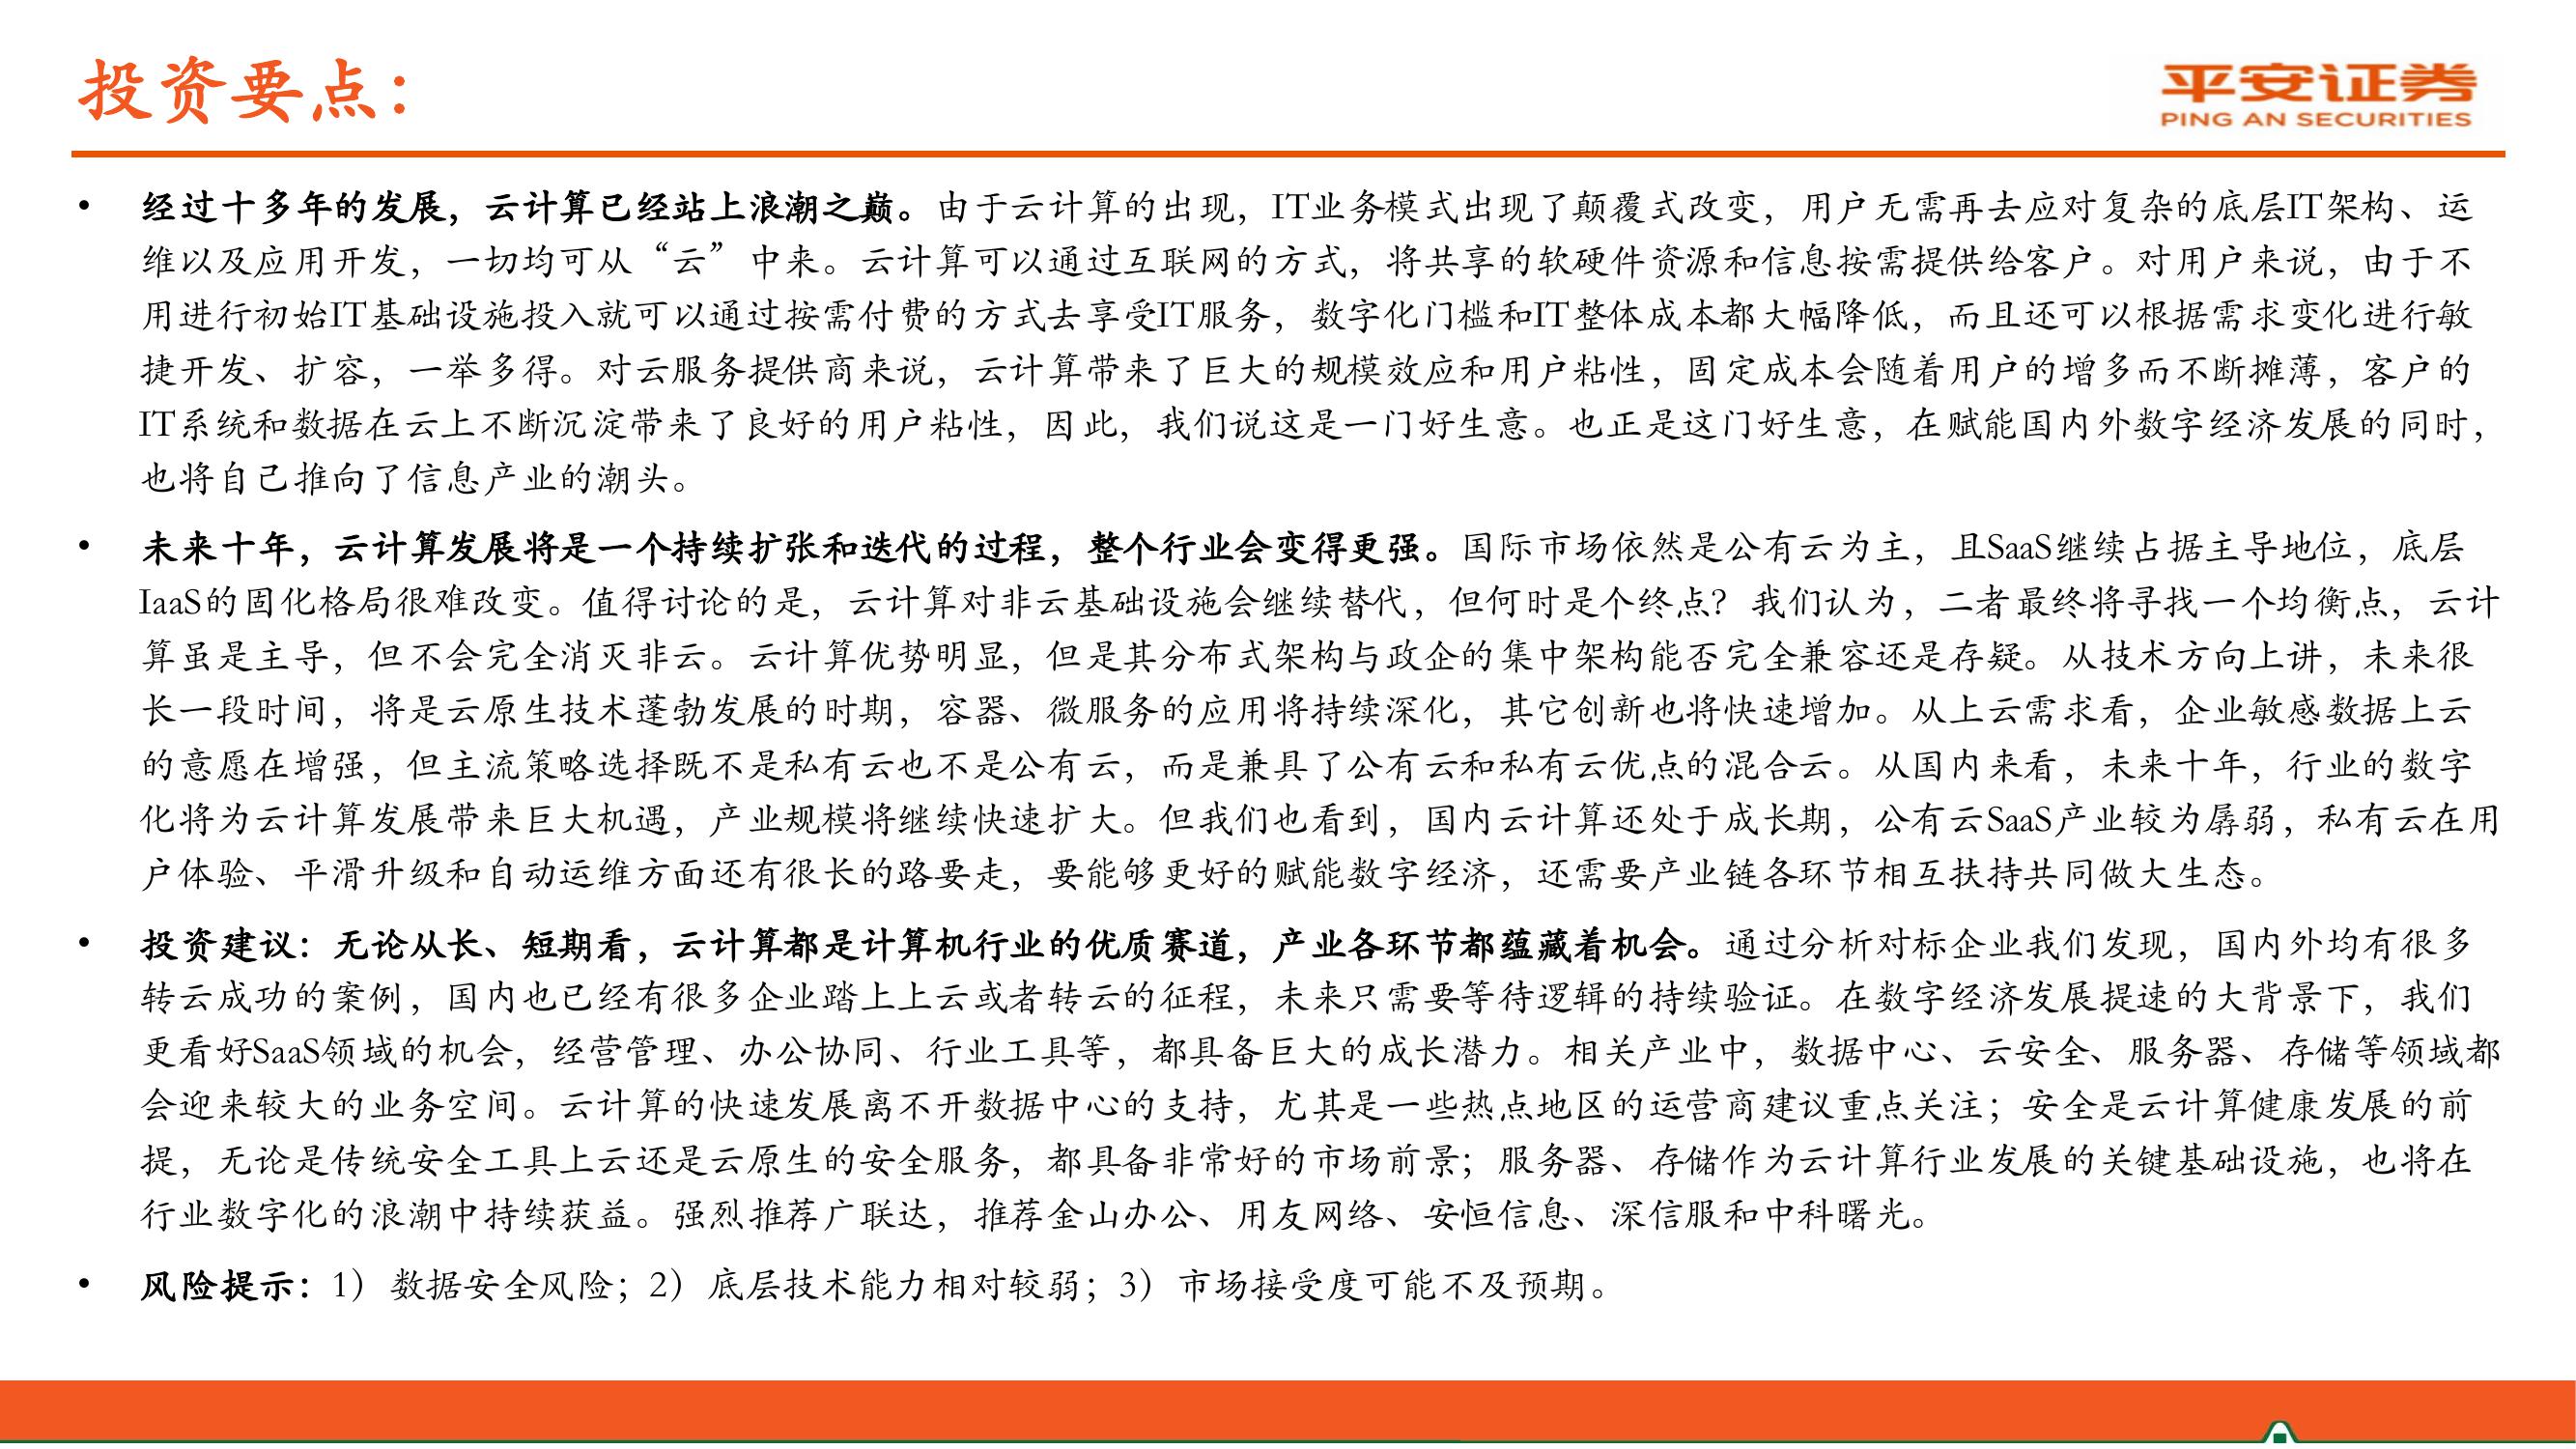 投资要点：
平安证券
PING AN SECURITIES
• 经过十多年的发展，云计算已经站上浪潮之巅。由于云计算的出现，IT业务模式出现了颠覆式改变，用户无需再去应对复杂的底层IT架构、运
维以及应用开发，一切均可从“云”中来。云计算可以通过互联网的方式，将共享的软硬件资源和信息按需提供给客户。对用户来说，由于不
用进行初始IT基础设施投入就可以通过按需付费的方式去享受IT服务，数字化门槛和IT整体成本都大幅降低，而且还可以根据需求变化进行敏
捷开发、扩容，一举多得。对云服务提供商来说，云计算带来了巨大的规模效应和用户粘性，固定成本会随着用户的增多而不断摊薄，客户的
IT系统和数据在云上不断沉淀带来了良好的用户粘性，因此，我们说这是一门好生意。也正是这门好生意，在赋能国内外数字经济发展的同时，
也将自己推向了信息产业的潮头。
• 未来十年，云计算发展将是一个持续扩张和迭代的过程，整个行业会变得更强。国际市场依然是公有云为主，且SaaS继续占据主导地位，底层
IaaS的固化格局很难改变。值得讨论的是，云计算对非云基础设施会继续替代，但何时是个终点？我们认为，二者最终将寻找一个均衡点，云计
算虽是主导，但不会完全消灭非云。云计算优势明显，但是其分布式架构与政企的集中架构能否完全兼容还是存疑。从技术方向上讲，未来很
长一段时间，将是云原生技术蓬勃发展的时期，容器、微服务的应用将持续深化，其它创新也将快速增加。从上云需求看，企业敏感数据上云
的意愿在增强，但主流策略选择既不是私有云也不是公有云，而是兼具了公有云和私有云优点的混合云。从国内来看，未来十年，行业的数字
化将为云计算发展带来巨大机遇，产业规模将继续快速扩大。但我们也看到，国内云计算还处于成长期，公有云SaaS产业较为孱弱，私有云在用
户体验、平滑升级和自动运维方面还有很长的路要走，要能够更好的赋能数字经济，还需要产业链各环节相互扶持共同做大生态。
• 投资建议：无论从长、短期看，云计算都是计算机行业的优质赛道，产业各环节都蕴藏着机会。通过分析对标企业我们发现，国内外均有很多
转云成功的案例，国内也已经有很多企业踏上上云或者转云的征程，未来只需要等待逻辑的持续验证。在数字经济发展提速的大背景下，我们
更看好SaaS领域的机会，经营管理、办公协同、行业工具等，都具备巨大的成长潜力。相关产业中，数据中心、云安全、服务器、存储等领域都
会迎来较大的业务空间。云计算的快速发展离不开数据中心的支持，尤其是一些热点地区的运营商建议重点关注；安全是云计算健康发展的前
提，无论是传统安全工具上云还是云原生的安全服务，都具备非常好的市场前景；服务器、存储作为云计算行业发展的关键基础设施，也将在
行业数字化的浪潮中持续获益。强烈推荐广联达，推荐金山办公、用友网络、安恒信息、深信服和中科曙光。
• 风险提示：1）数据安全风险；2）底层技术能力相对较弱；3）市场接受度可能不及预期。